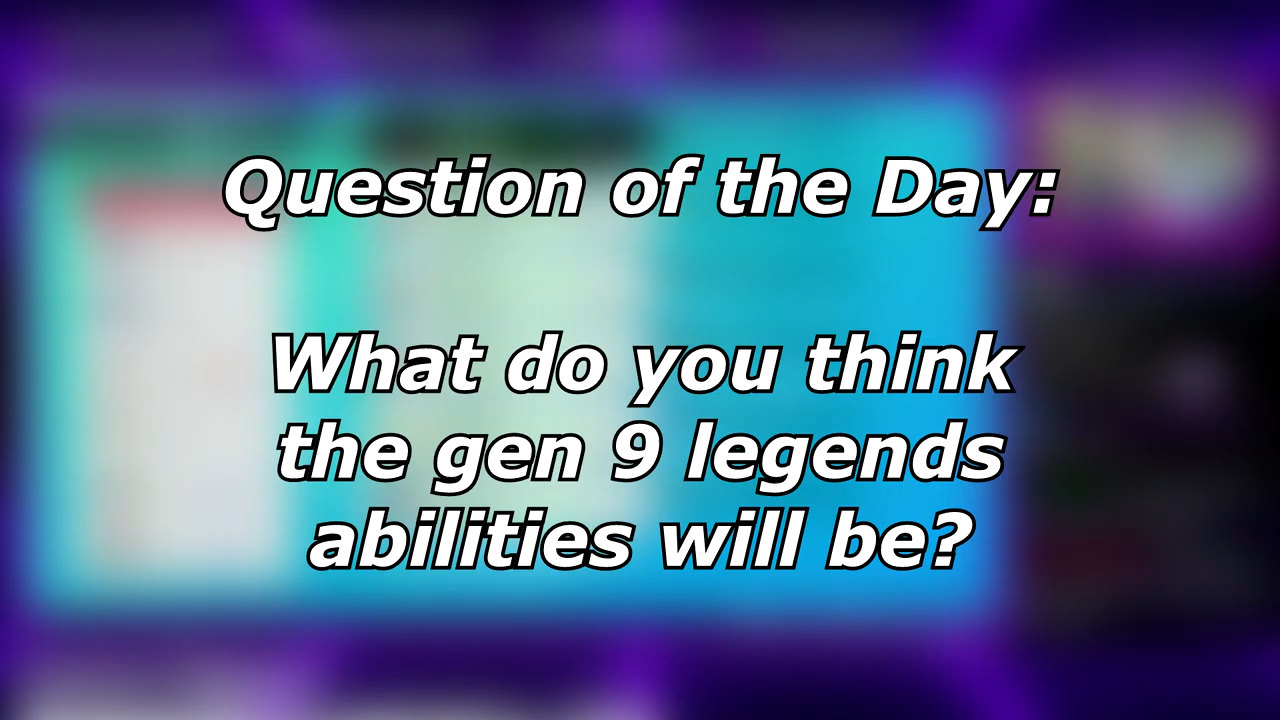 Question of the Day:
What do you think
the gen 9 legends
abilities will be?